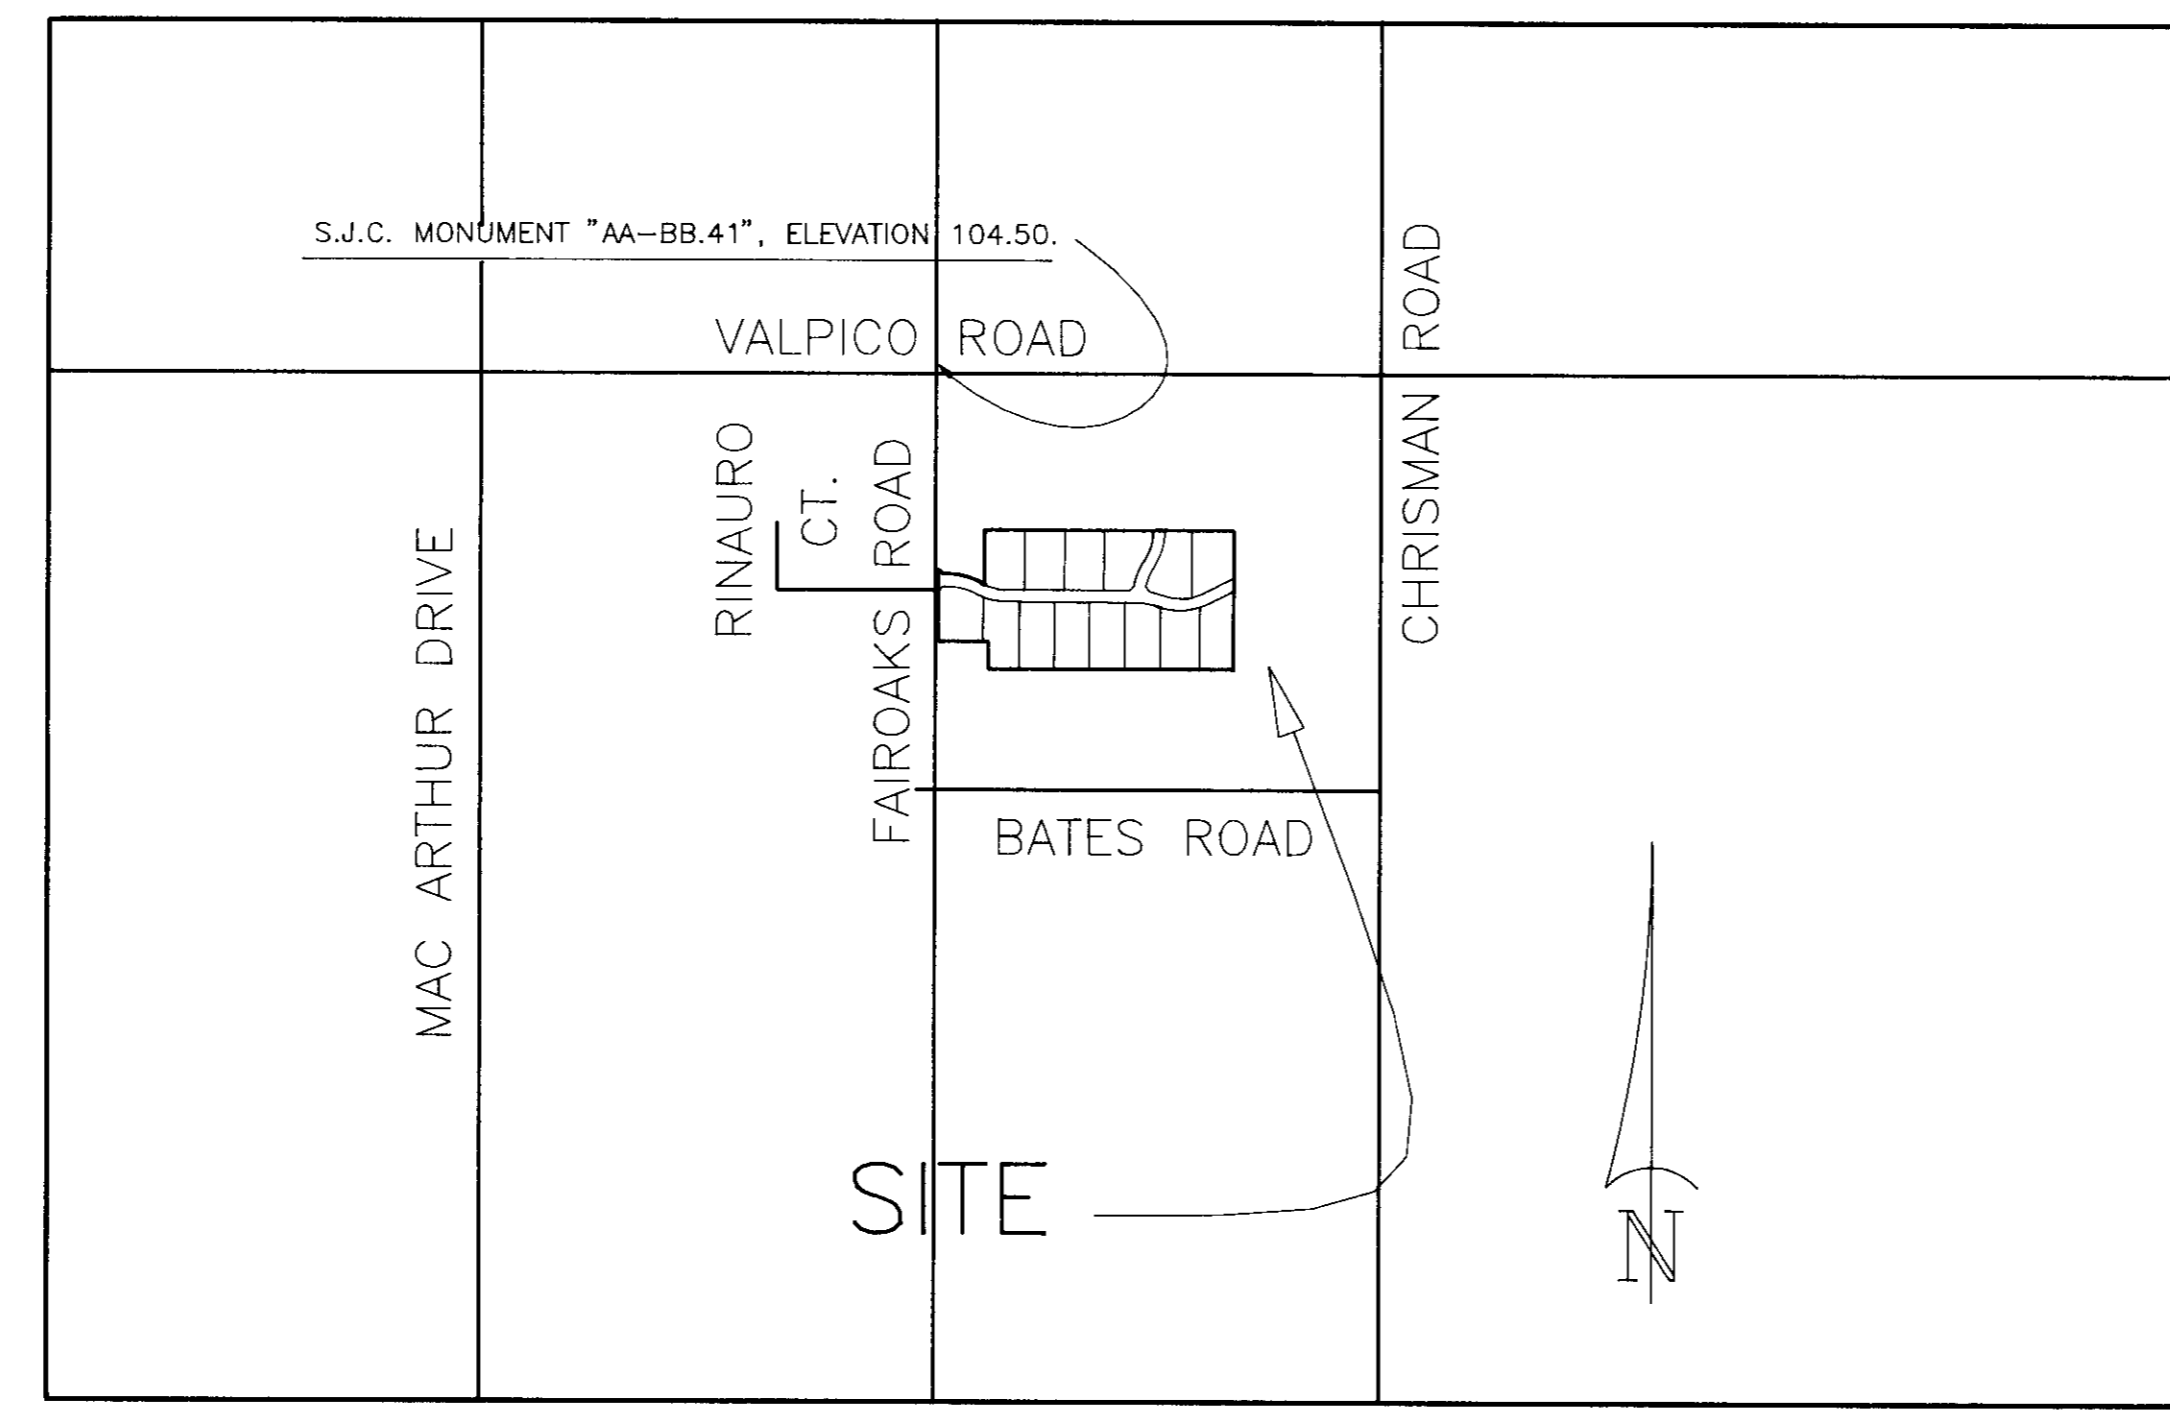 S.J.C. MONUMENT "AA-BB.41", ELEVATION 104.50.
VALPICO ROAD
CHRISMAN ROAD
RINAURO
CT.
FAIROAKS ROAD
MAC ARTHUR DRIVE
BATES ROAD
SITE
N